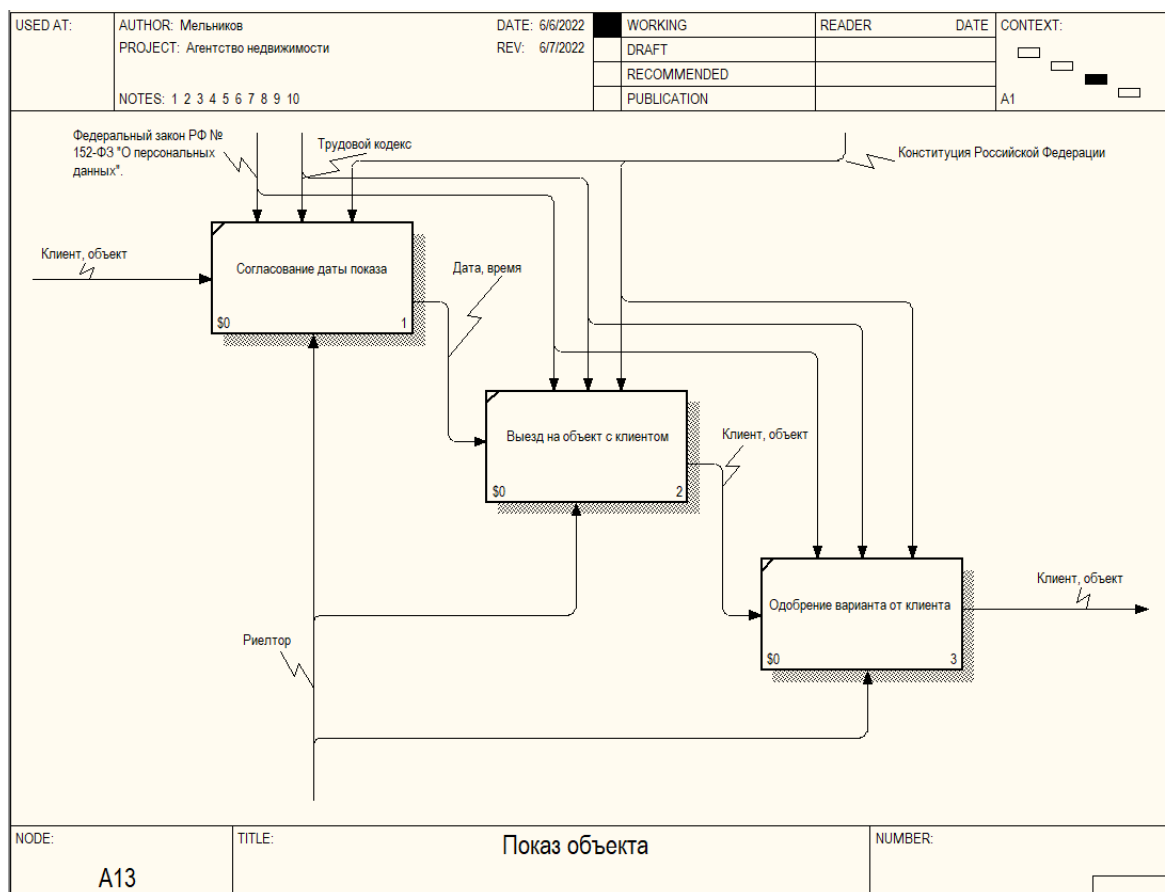 USED AT:
AUTHOR: Мельников
DATE: 6/6/2022
PROJECT: Агентство недвижимости
REV: 6/7/2022
NOTES: 1 2 3 4 5 6 7 8 9 10
WORKING
DRAFT
RECOMMENDED
PUBLICATION
READER DATE
CONTEXT:
A1
Федеральный закон РФ №
152-ФЗ "О персональных
данных".
Трудовой кодекс
Конституция Российской Федерации
Клиент, объект
Согласование даты показа
$0 1
Дата, время
Выезд на объект с клиентом
$0 2
Клиент, объект
Одобрение варианта от клиента
$0 3
Клиент, объект
Риелтор
NODE:
A13
TITLE:
Показ объекта
NUMBER: